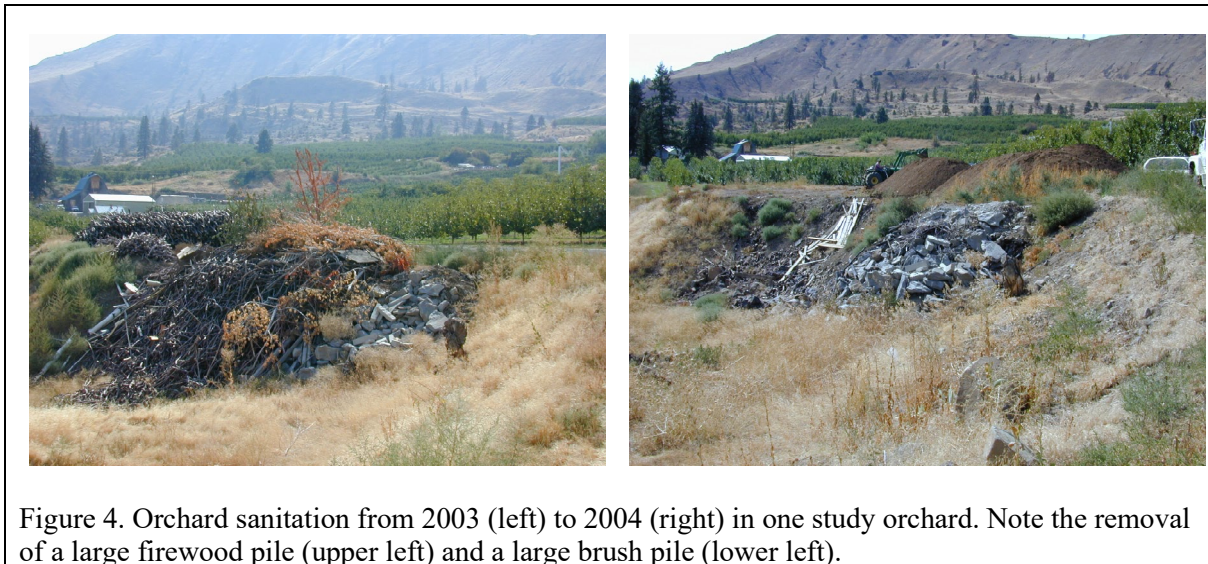 Figure 4. Orchard sanitation from 2003 (left) to 2004 (right) in one study orchard. Note the removal
of a large firewood pile (upper left) and a large brush pile (lower left).